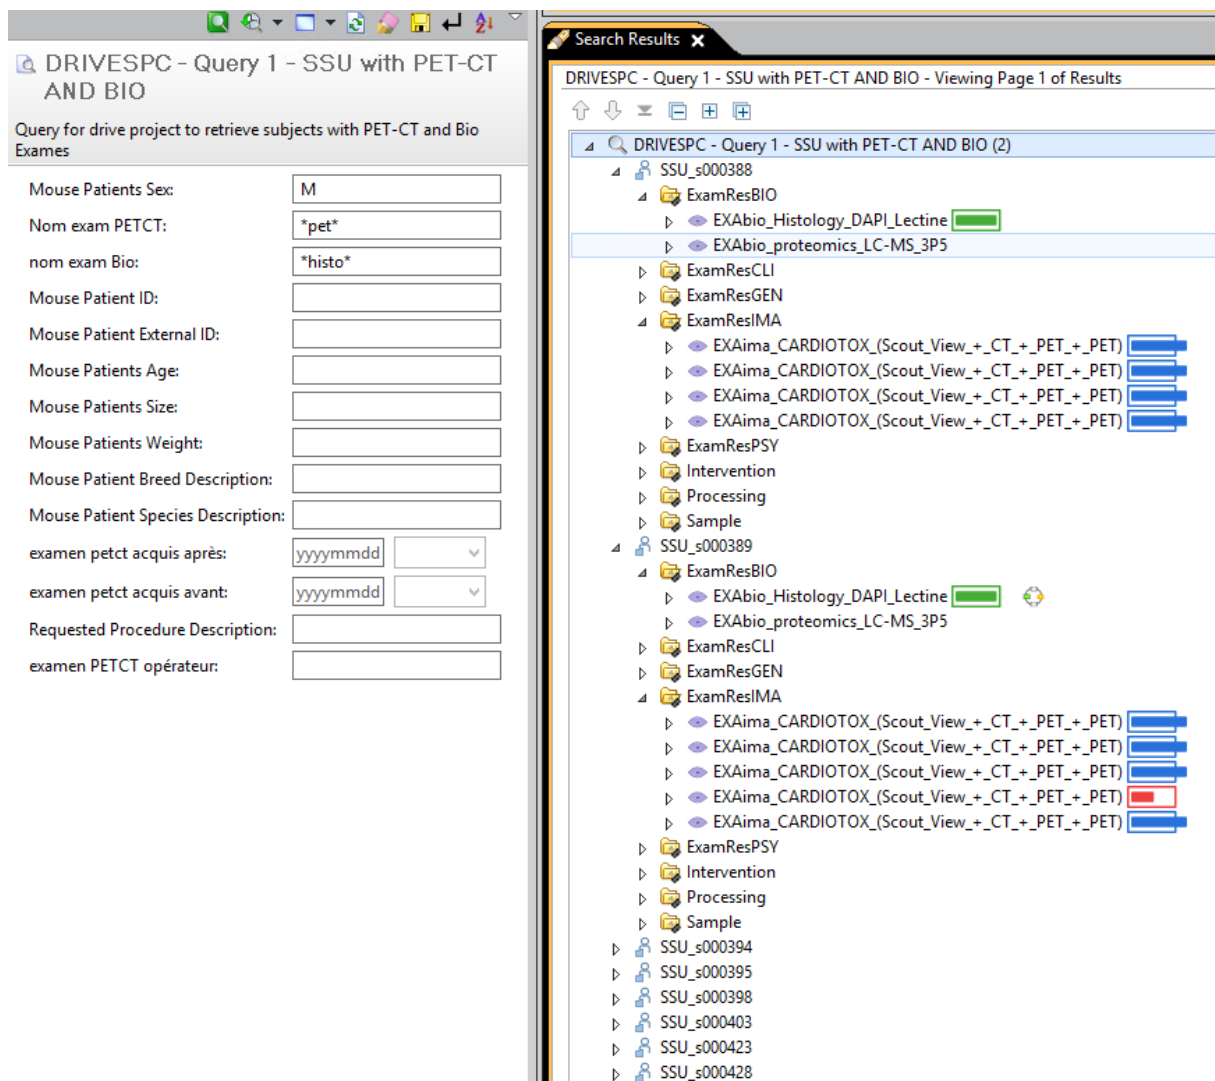 DRIVESPC - Query 1 - SSU with PET-CT
AND BIO
Query for drive project to retrieve subjects with PET-CT and Bio
Exames
Mouse Patients Sex: M
Nom exam PETCT: *pet*
nom exam Bio: *histo*
Mouse Patient ID:
Mouse Patient External ID:
Mouse Patients Age:
Mouse Patients Size:
Mouse Patients Weight:
Mouse Patient Breed Description:
Mouse Patient Species Description:
examen petct acquis après: yyyymmdd
examen petct acquis avant: yyyymmdd
Requested Procedure Description:
examen PETCT opérateur:
Search Results
DRIVESPC - Query 1 - SSU with PET-CT AND BIO - Viewing Page 1 of Results
DRIVESPC - Query 1 - SSU with PET-CT AND BIO (2)
SSU_s000388
ExamResBIO
EXAbio_Histology_DAPI_Lectine
EXAbio_proteomics_LC-MS_3P5
ExamResCLI
ExamResGEN
ExamResIMA
EXAima_CARDIOTOX_(Scout_View_+_CT_+_PET_+_PET)
EXAima_CARDIOTOX_(Scout_View_+_CT_+_PET_+_PET)
EXAima_CARDIOTOX_(Scout_View_+_CT_+_PET_+_PET)
EXAima_CARDIOTOX_(Scout_View_+_CT_+_PET_+_PET)
ExamResPSY
Intervention
Processing
Sample
SSU_s000389
ExamResBIO
EXAbio_Histology_DAPI_Lectine
EXAbio_proteomics_LC-MS_3P5
ExamResCLI
ExamResGEN
ExamResIMA
EXAima_CARDIOTOX_(Scout_View_+_CT_+_PET_+_PET)
EXAima_CARDIOTOX_(Scout_View_+_CT_+_PET_+_PET)
EXAima_CARDIOTOX_(Scout_View_+_CT_+_PET_+_PET)
EXAima_CARDIOTOX_(Scout_View_+_CT_+_PET_+_PET)
EXAima_CARDIOTOX_(Scout_View_+_CT_+_PET_+_PET)
ExamResPSY
Intervention
Processing
Sample
SSU_s000394
SSU_s000395
SSU_s000398
SSU_s000403
SSU_s000423
SSU_s000428